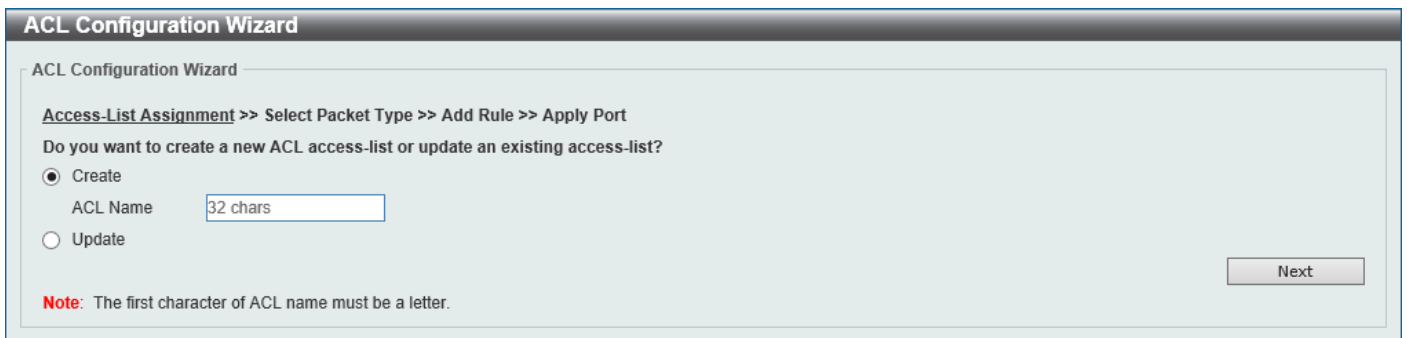 ACL Configuration Wizard
ACL Configuration Wizard
Access-List Assignment >> Select Packet Type >> Add Rule >> Apply Port
Do you want to create a new ACL access-list or update an existing access-list?
Create
ACL Name 32 chars
Update
Next
Note: The first character of ACL name must be a letter.